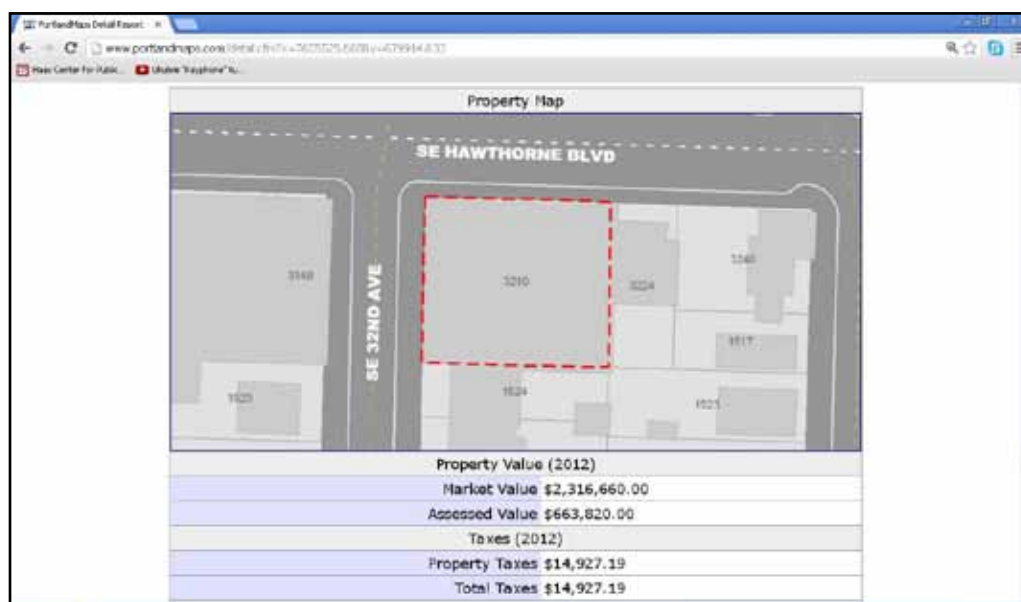 PortlandMaps Detail Report
www.portlandmaps.com
Property Map
SE HAWTHORNE BLVD
SE 32ND AVE
3210
3224
1517
1524
1523
Property Value (2012)
Market Value $2,316,660.00
Assessed Value $663,820.00
Taxes (2012)
Property Taxes $14,927.19
Total Taxes $14,927.19